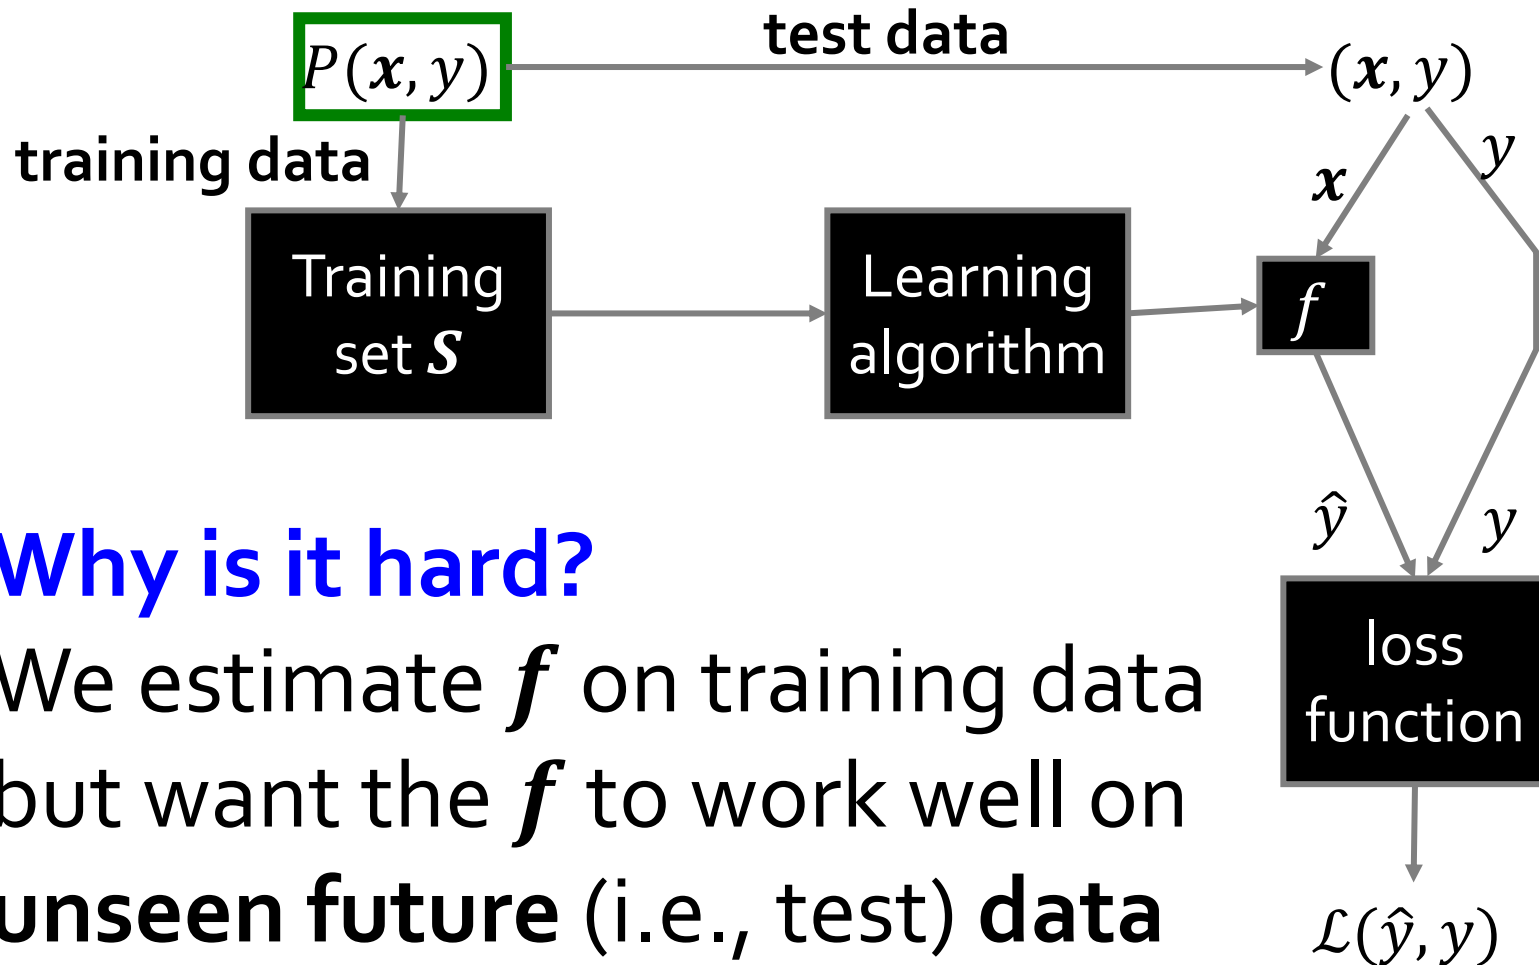 test data
P(x, y)
(x, y)
training data
x
y
Training
set S
Learning
algorithm
f
ŷ
y
Why is it hard?
We estimate f on training data
but want the f to work well on
unseen future (i.e., test) data
loss
function
ℒ(ŷ, y)